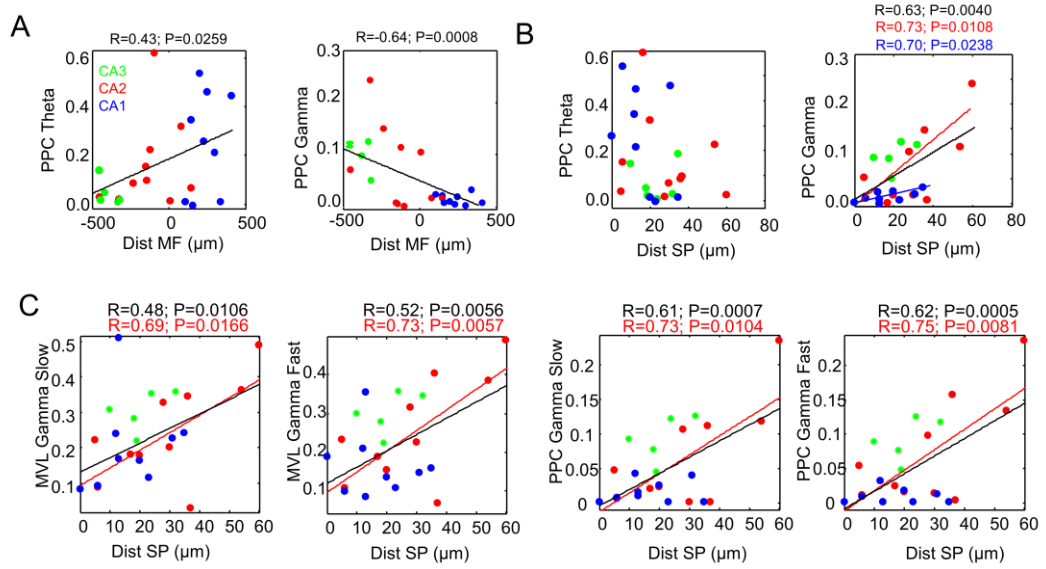 A
R=0.43; P=0.0259
0.6
0.4
0.2
0.0
PPC Theta
CA3
CA2
CA1
-500
0
500
Dist MF (µm)
R=-0.64; P=0.0008
0.3
0.2
0.1
0.0
PPC Gamma
-500
0
500
Dist MF (µm)
B
0.6
0.4
0.2
0.0
PPC Theta
0 20 40 60 80
Dist SP (µm)
R=0.63; P=0.0040
R=0.73; P=0.0108
R=0.70; P=0.0238
0.3
0.2
0.1
0.0
PPC Gamma
0 20 40 60 80
Dist SP (µm)
C
R=0.48; P=0.0106
R=0.69; P=0.0166
0.5
0.4
0.3
0.2
0.1
MVL Gamma Slow
0 10 20 30 40 50 60
Dist SP (µm)
R=0.52; P=0.0056
R=0.73; P=0.0057
0.4
0.3
0.2
0.1
MVL Gamma Fast
0 10 20 30 40 50 60
Dist SP (µm)
R=0.61; P=0.0007
R=0.73; P=0.0104
0.2
0.15
0.1
0.05
0
PPC Gamma Slow
0 10 20 30 40 50 60
Dist SP (µm)
R=0.62; P=0.0005
R=0.75; P=0.0081
0.2
0.15
0.1
0.05
0
PPC Gamma Fast
0 10 20 30 40 50 60
Dist SP (µm)